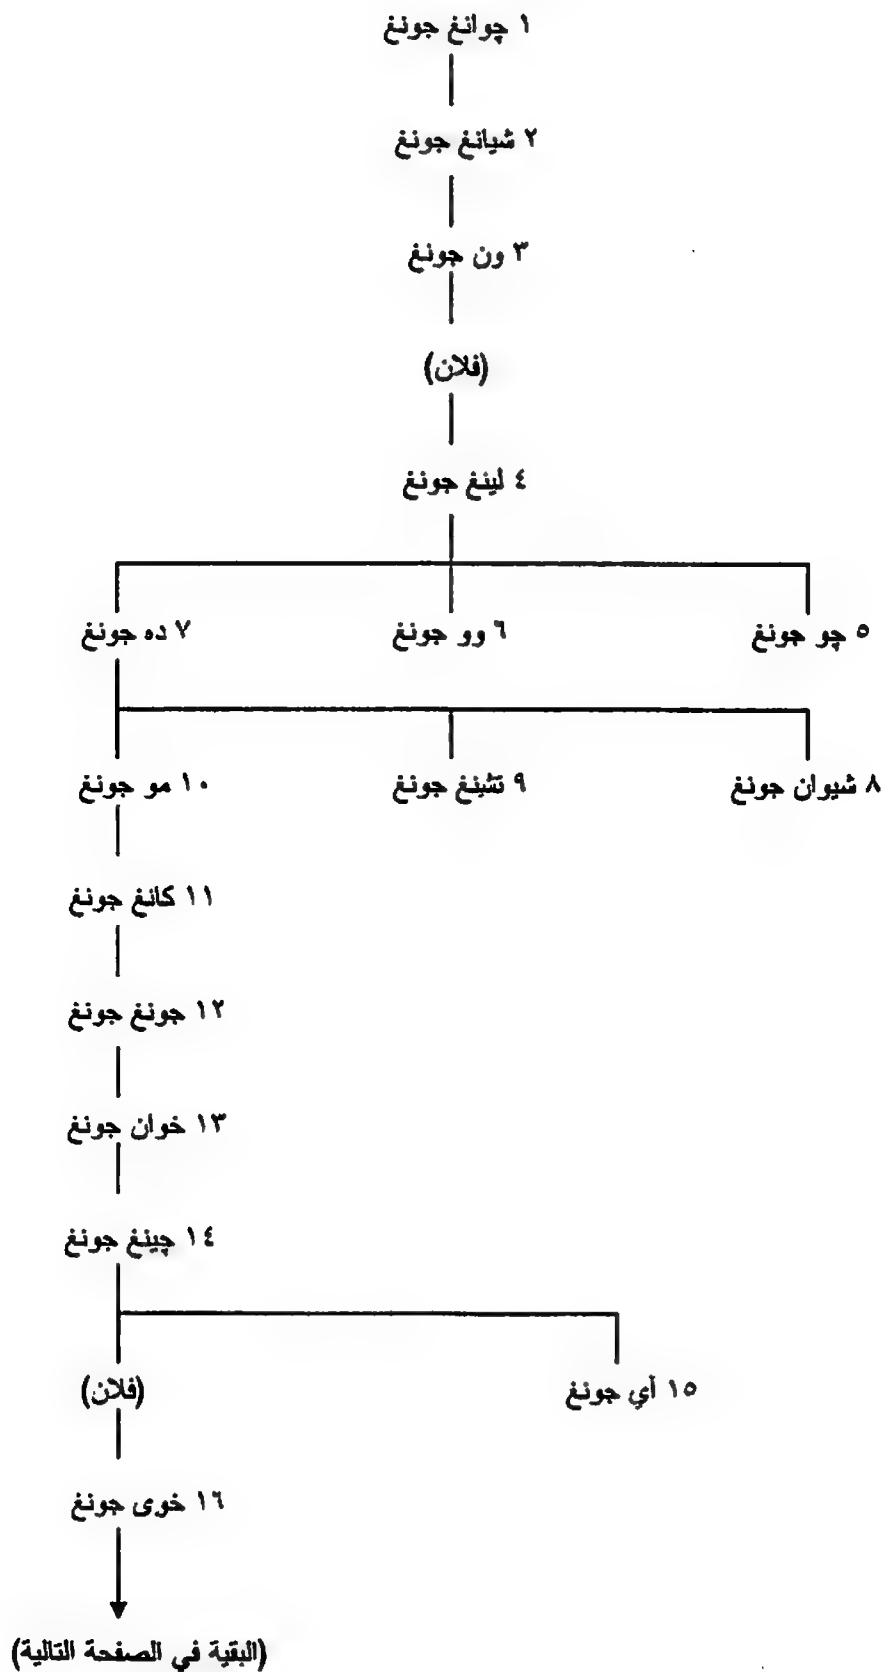 ١ چوانغ جونغ
٢ شيانغ جونغ
٣ ون جونغ
(فلان)
٤ لينغ جونغ
٥ چو جونغ
٦ وو جونغ
٧ ده جونغ
٨ شيوان جونغ
٩ تشينغ جونغ
١٠ مو جونغ
١١ كانغ جونغ
١٢ جونغ جونغ
١٣ خوان جونغ
١٤ چينغ جونغ
١٥ أي جونغ
(فلان)
١٦ خوى جونغ
(البقية في الصفحة التالية)